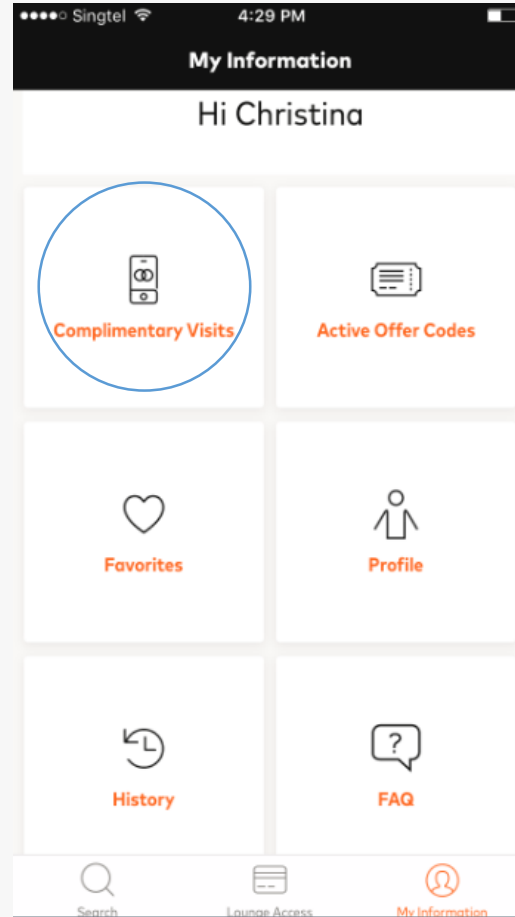 Singtel 4:29 PM
My Information
Hi Christina
Complimentary Visits
Active Offer Codes
Favorites
Profile
History
?
FAQ
Search
Lounge Access
My Information